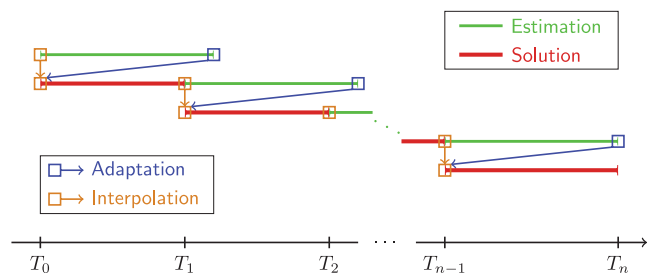 Estimation
Solution
Adaptation
Interpolation
T₀ T₁ T₂ ··· Tₙ₋₁ Tₙ